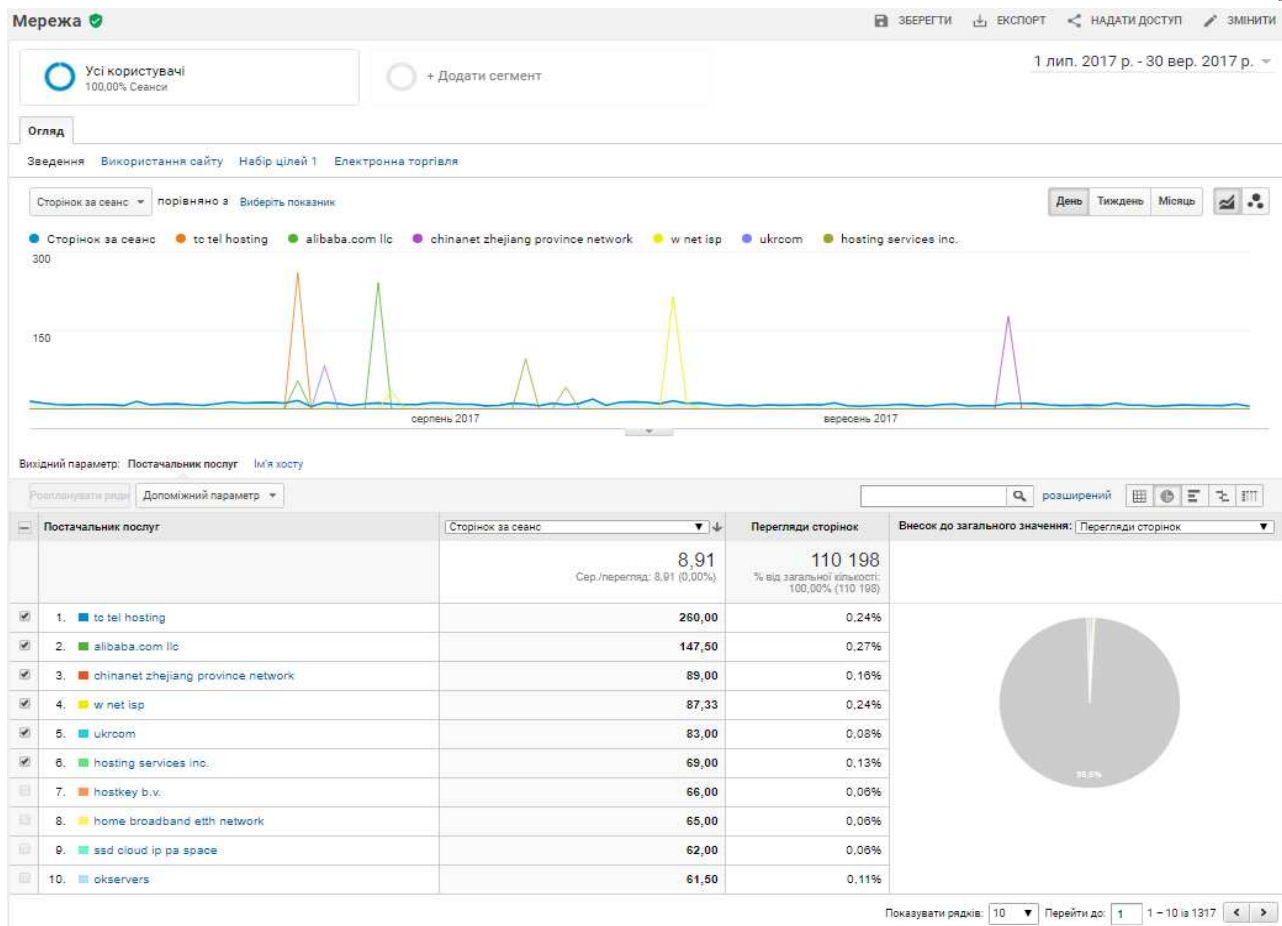 Мережа
ЗБЕРЕГТИ ЕКСПОРТ НАДАТИ ДОСТУП ЗМІНИТИ
Усі користувачі
100,00% Сеанси
+ Додати сегмент
1 лип. 2017 р. - 30 вер. 2017 р.
Огляд
Зведення Використання сайту Набір цілей 1 Електронна торгівля
Сторінок за сеанс порівняно з Виберіть показник
День Тиждень Місяць
Сторінок за сеанс tc tel hosting alibaba.com llc chinanet zhejiang province network w net isp ukrcom hosting services inc.
300
150
серпень 2017 вересень 2017
Вихідний параметр: Постачальник послуг Ім'я хосту
Розпланувати ряди Допоміжний параметр
розширений
Постачальник послуг Сторінок за сеанс Перегляди сторінок Внесок до загального значення: Перегляди сторінок
8,91 110 198
Сер./перегляд: 8,91 (0,00%) % від загальної кількості:
100,00% (110 198)
1. tc tel hosting 260,00 0,24%
2. alibaba.com llc 147,50 0,27%
3. chinanet zhejiang province network 89,00 0,16%
4. w net isp 87,33 0,24%
5. ukrcom 83,00 0,08%
6. hosting services inc. 69,00 0,13%
7. hostkey b.v. 66,00 0,06%
8. home broadband etth network 65,00 0,06%
9. ssd cloud ip pa space 62,00 0,06%
10. okservers 61,50 0,11%
Показувати рядків: 10 Перейти до: 1 1 – 10 із 1317